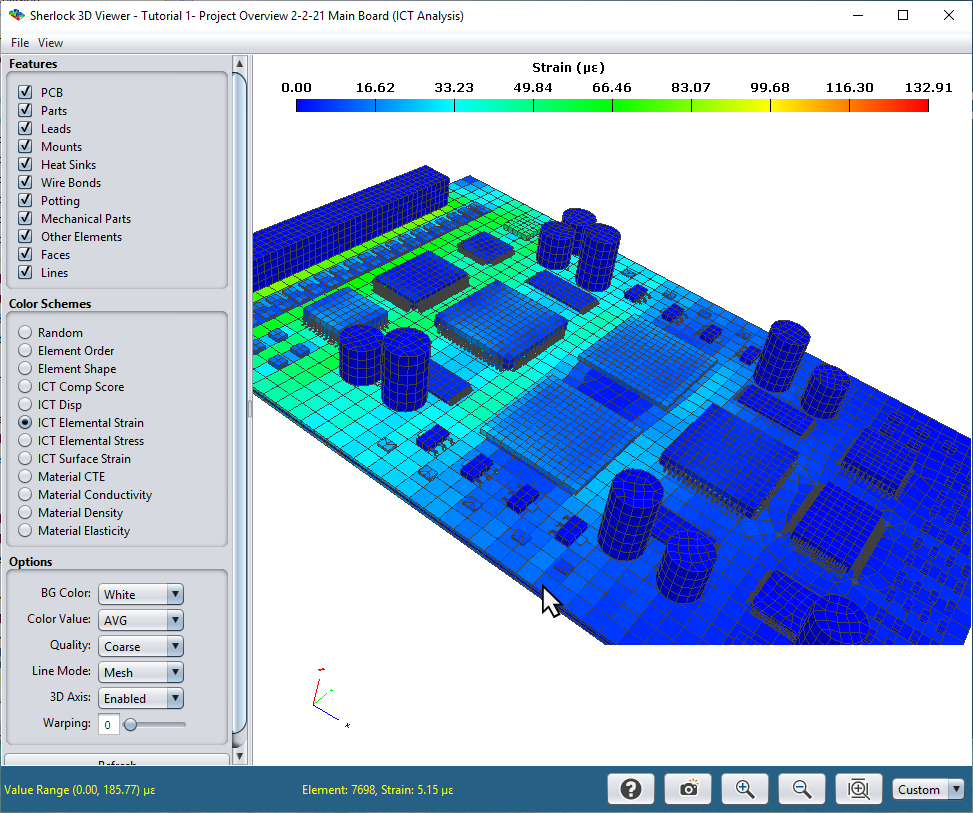 Sherlock 3D Viewer - Tutorial 1- Project Overview 2-2-21 Main Board (ICT Analysis)
File View
Features
PCB
Parts
Leads
Mounts
Heat Sinks
Wire Bonds
Potting
Mechanical Parts
Other Elements
Faces
Lines
Color Schemes
Random
Element Order
Element Shape
ICT Comp Score
ICT Disp
ICT Elemental Strain
ICT Elemental Stress
ICT Surface Strain
Material CTE
Material Conductivity
Material Density
Material Elasticity
Options
BG Color: White
Color Value: AVG
Quality: Coarse
Line Mode: Mesh
3D Axis: Enabled
Warping: 0
Refresh
Strain (µε)
0.00 16.62 33.23 49.84 66.46 83.07 99.68 116.30 132.91
x
Value Range (0.00, 185.77) µε
Element: 7698, Strain: 5.15 µε
Custom